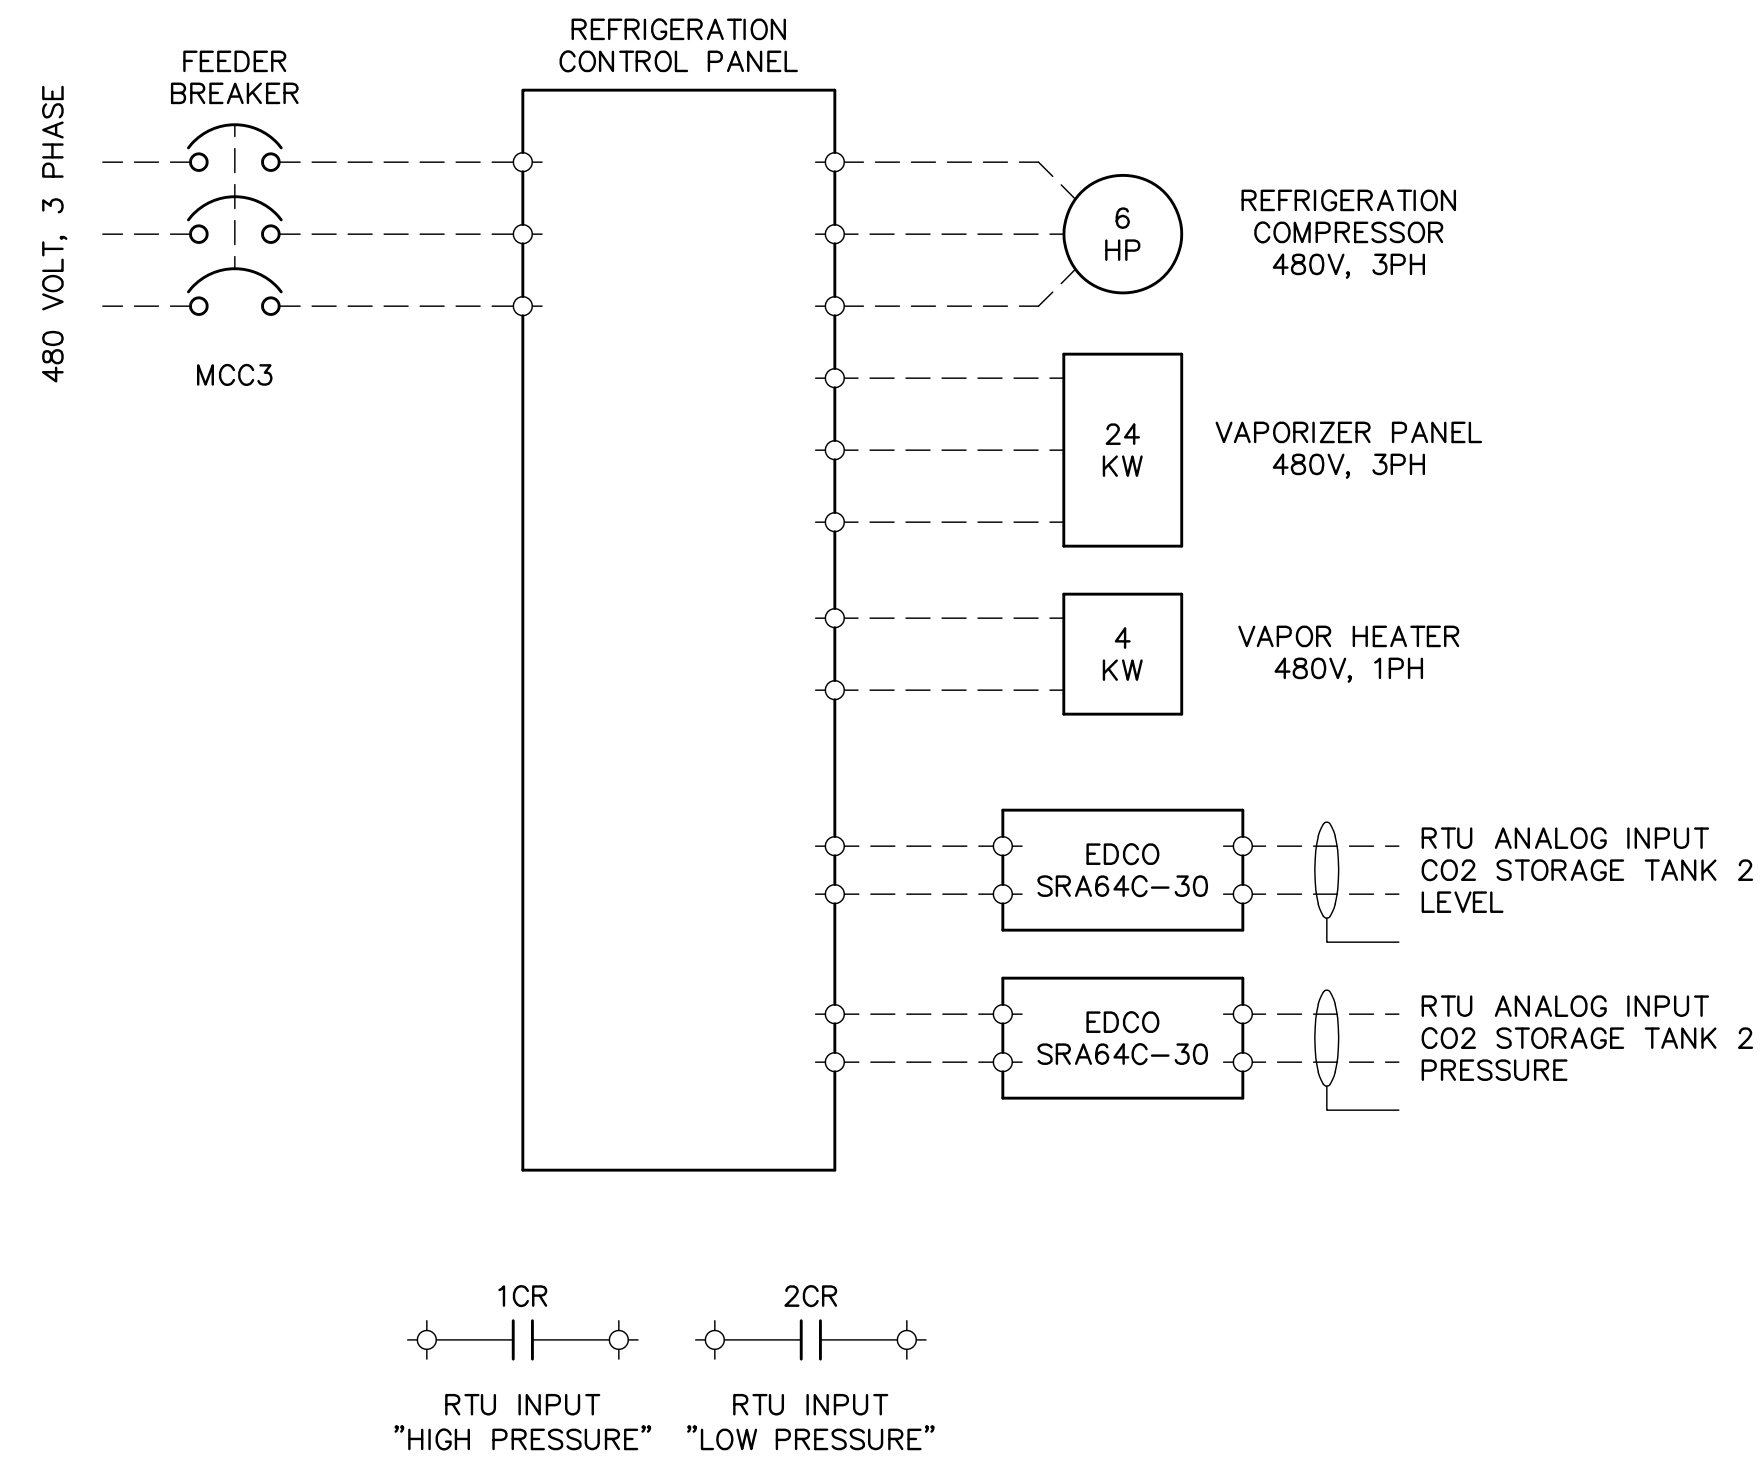 REFRIGERATION
CONTROL PANEL
FEEDER
BREAKER
480 VOLT, 3 PHASE
MCC3
6
HP
REFRIGERATION
COMPRESSOR
480V, 3PH
24
KW
VAPORIZER PANEL
480V, 3PH
4
KW
VAPOR HEATER
480V, 1PH
EDCO
SRA64C-30
RTU ANALOG INPUT
CO2 STORAGE TANK 2
LEVEL
EDCO
SRA64C-30
RTU ANALOG INPUT
CO2 STORAGE TANK 2
PRESSURE
1CR
RTU INPUT
"HIGH PRESSURE"
2CR
RTU INPUT
"LOW PRESSURE"